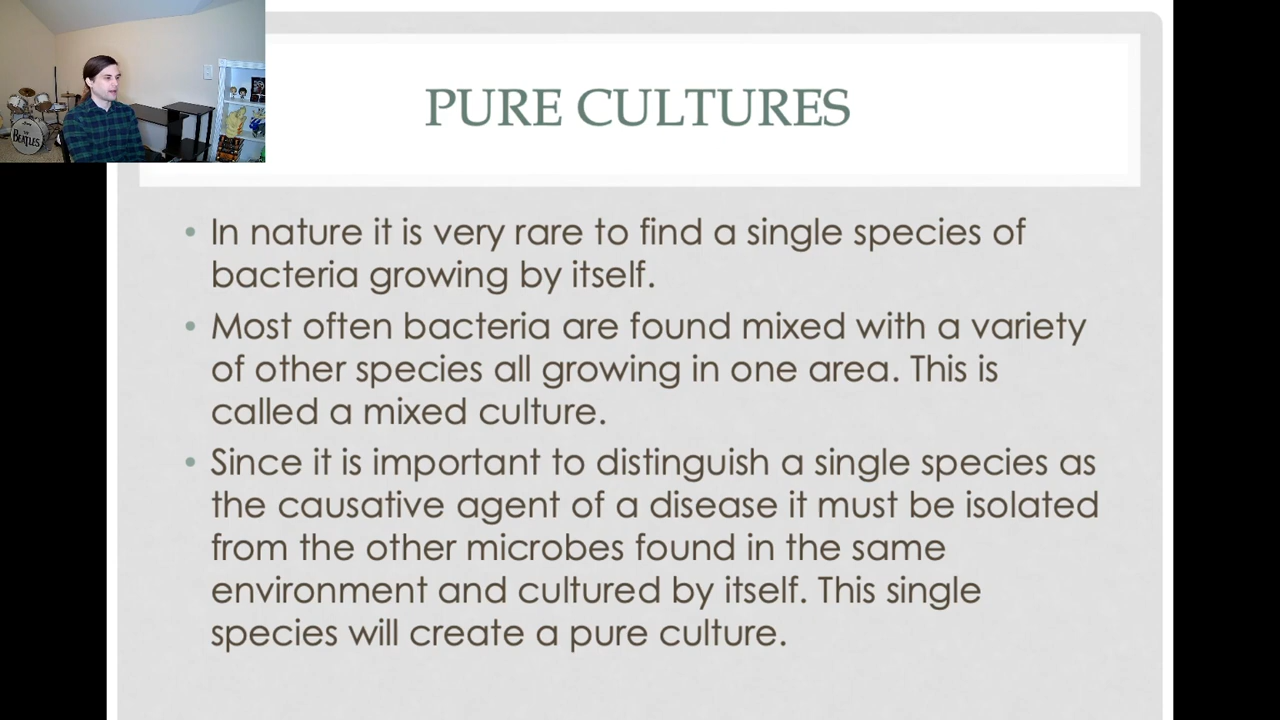 PURE CULTURES
• In nature it is very rare to find a single species of
bacteria growing by itself.
• Most often bacteria are found mixed with a variety
of other species all growing in one area. This is
called a mixed culture.
• Since it is important to distinguish a single species as
the causative agent of a disease it must be isolated
from the other microbes found in the same
environment and cultured by itself. This single
species will create a pure culture.
THE
BEATLES